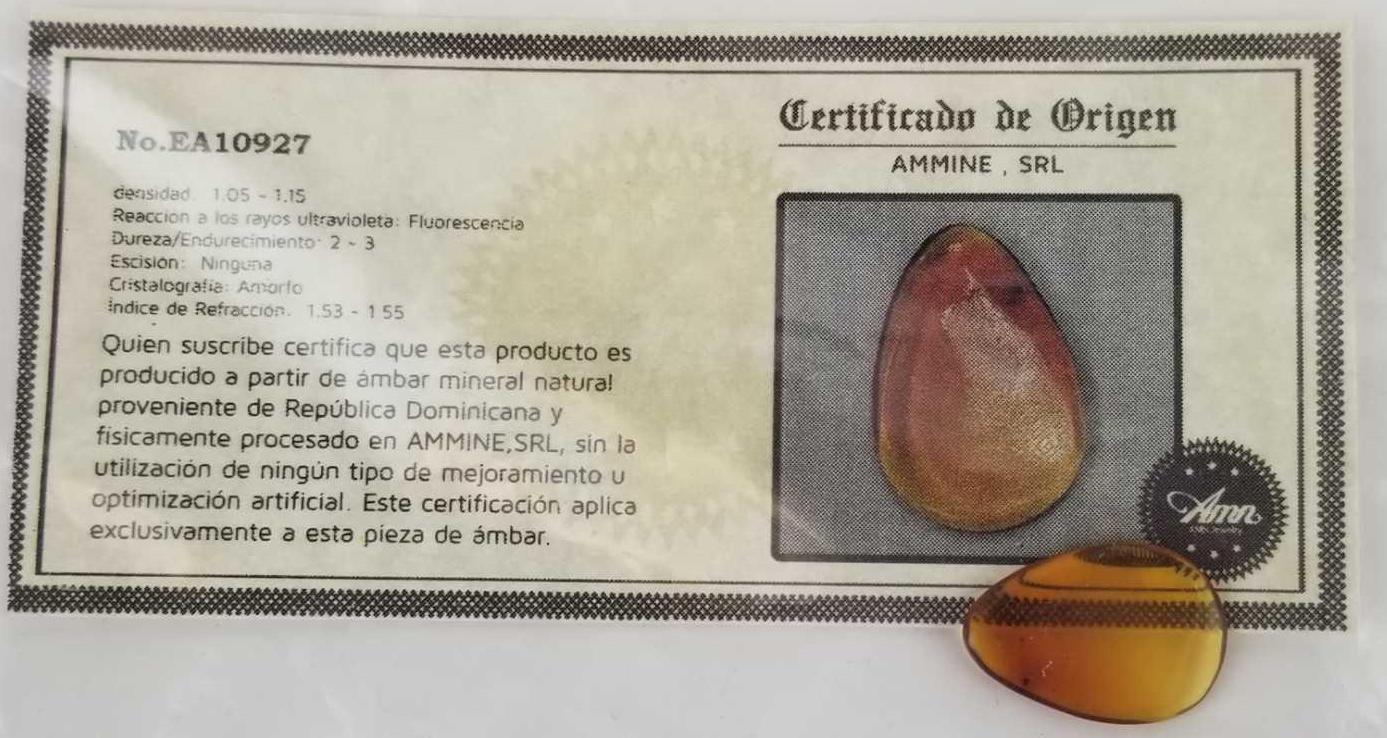 No.EA10927
densidad. 1.05 - 1.15
Reaccion a los rayos ultravioleta: Fluorescencia
Dureza/Endurecimiento: 2 - 3
Escisión: Ninguna
Cristalografia: Amorfo
Índice de Refracción. 1.53 - 1.55
Quien suscribe certifica que esta producto es
producido a partir de ámbar mineral natural
proveniente de República Dominicana y
físicamente procesado en AMMINE,SRL, sin la
utilización de ningún tipo de mejoramiento u
optimización artificial. Este certificación aplica
exclusivamente a esta pieza de ámbar.
Certificado de Origen
AMMINE , SRL
Amn